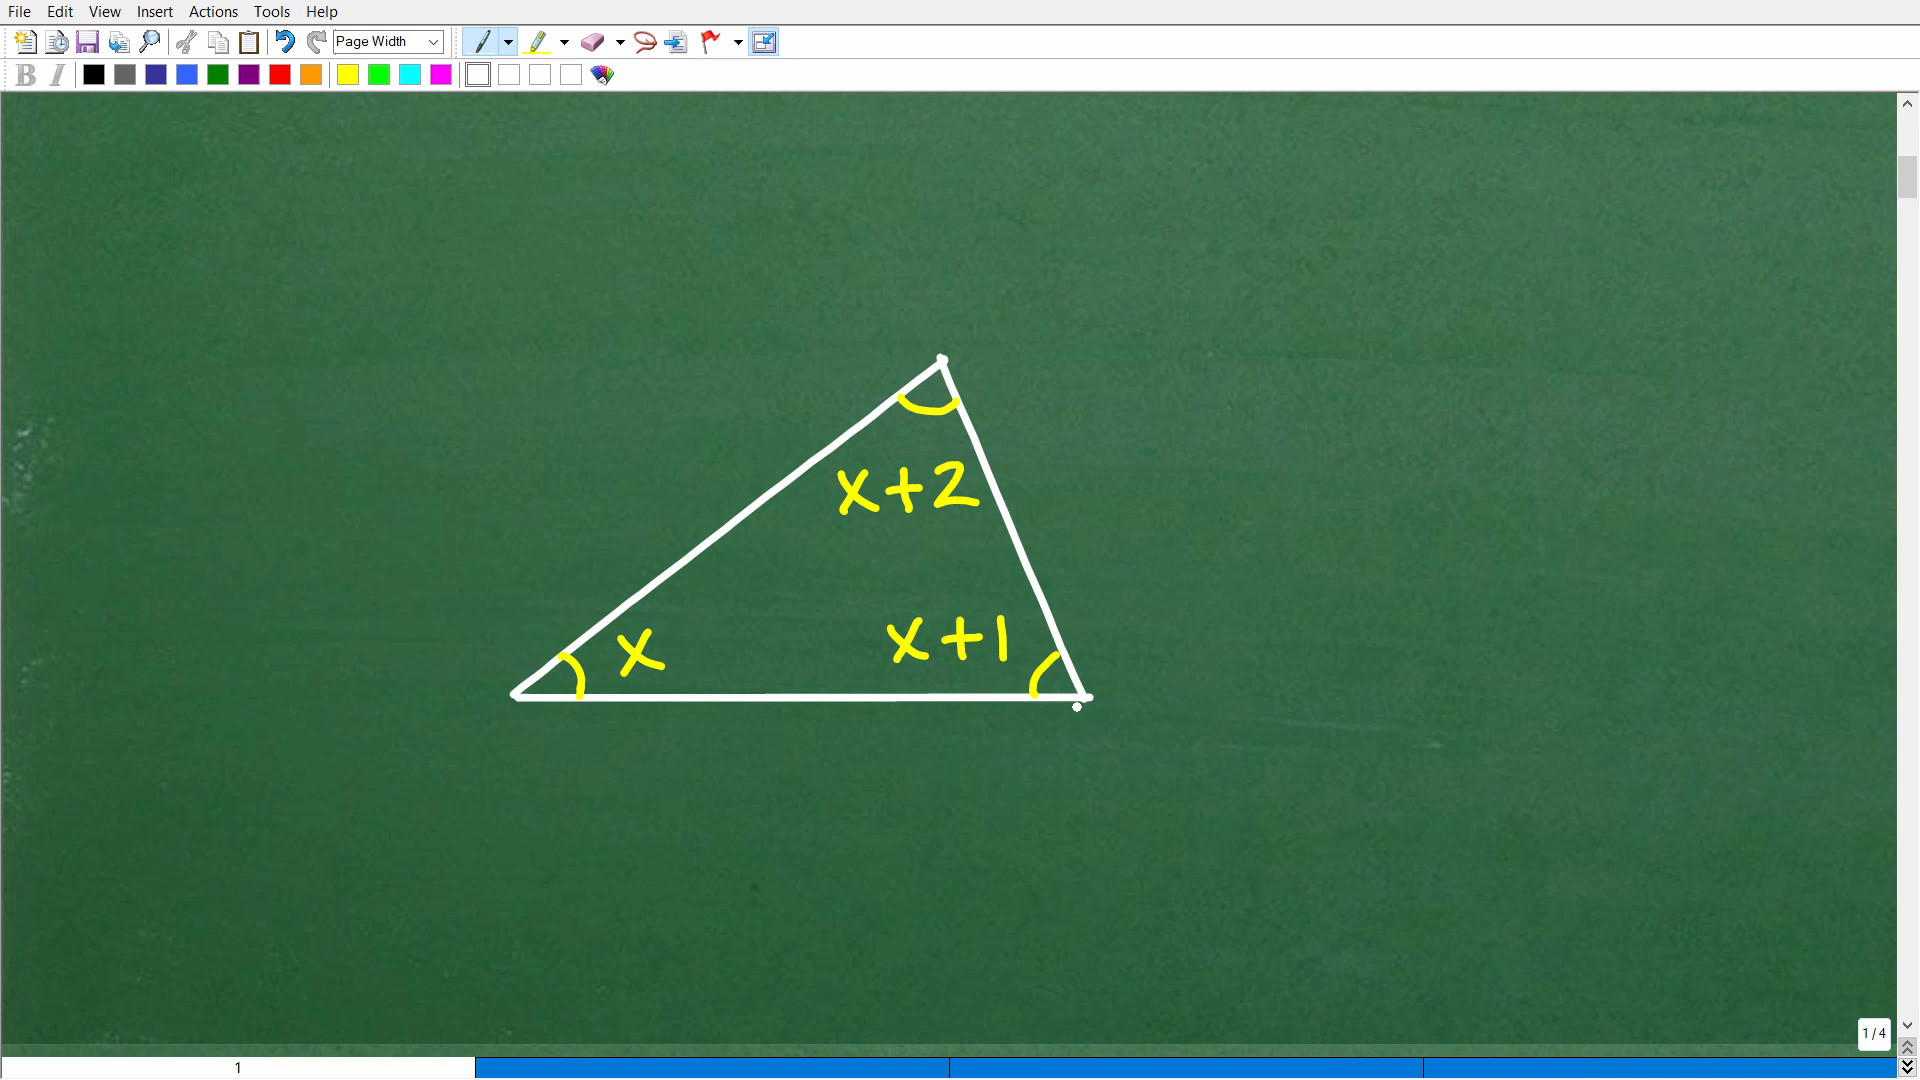 File Edit View Insert Actions Tools Help
Page Width
B I
x+2
x x+1
1 / 4
1